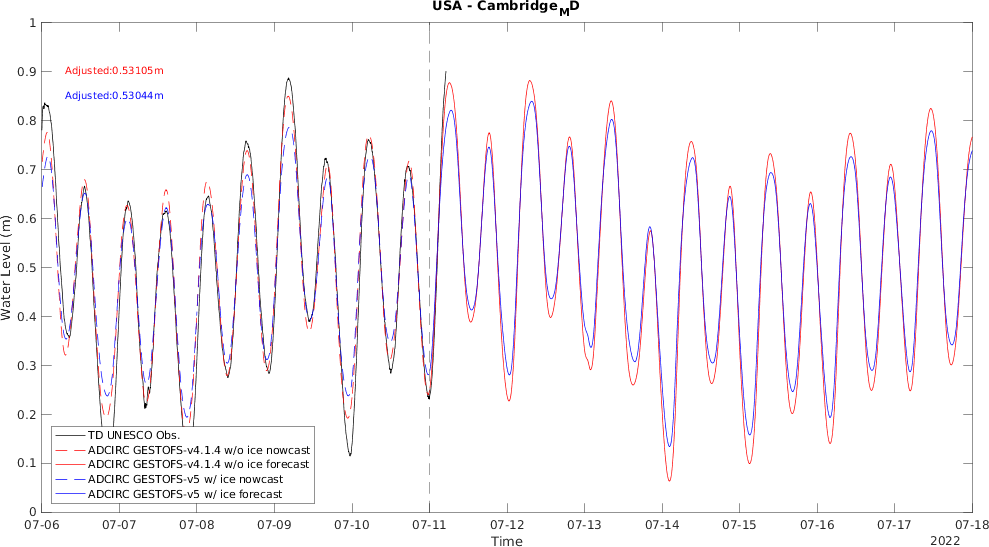 USA - Cambridge_MD
Adjusted:0.53105m
Adjusted:0.53044m
Water Level (m)
1
0.9
0.8
0.7
0.6
0.5
0.4
0.3
0.2
0.1
0
TD UNESCO Obs.
ADCIRC GESTOFS-v4.1.4 w/o ice nowcast
ADCIRC GESTOFS-v4.1.4 w/o ice forecast
ADCIRC GESTOFS-v5 w/ ice nowcast
ADCIRC GESTOFS-v5 w/ ice forecast
07-06 07-07 07-08 07-09 07-10 07-11 07-12 07-13 07-14 07-15 07-16 07-17 07-18
Time
2022